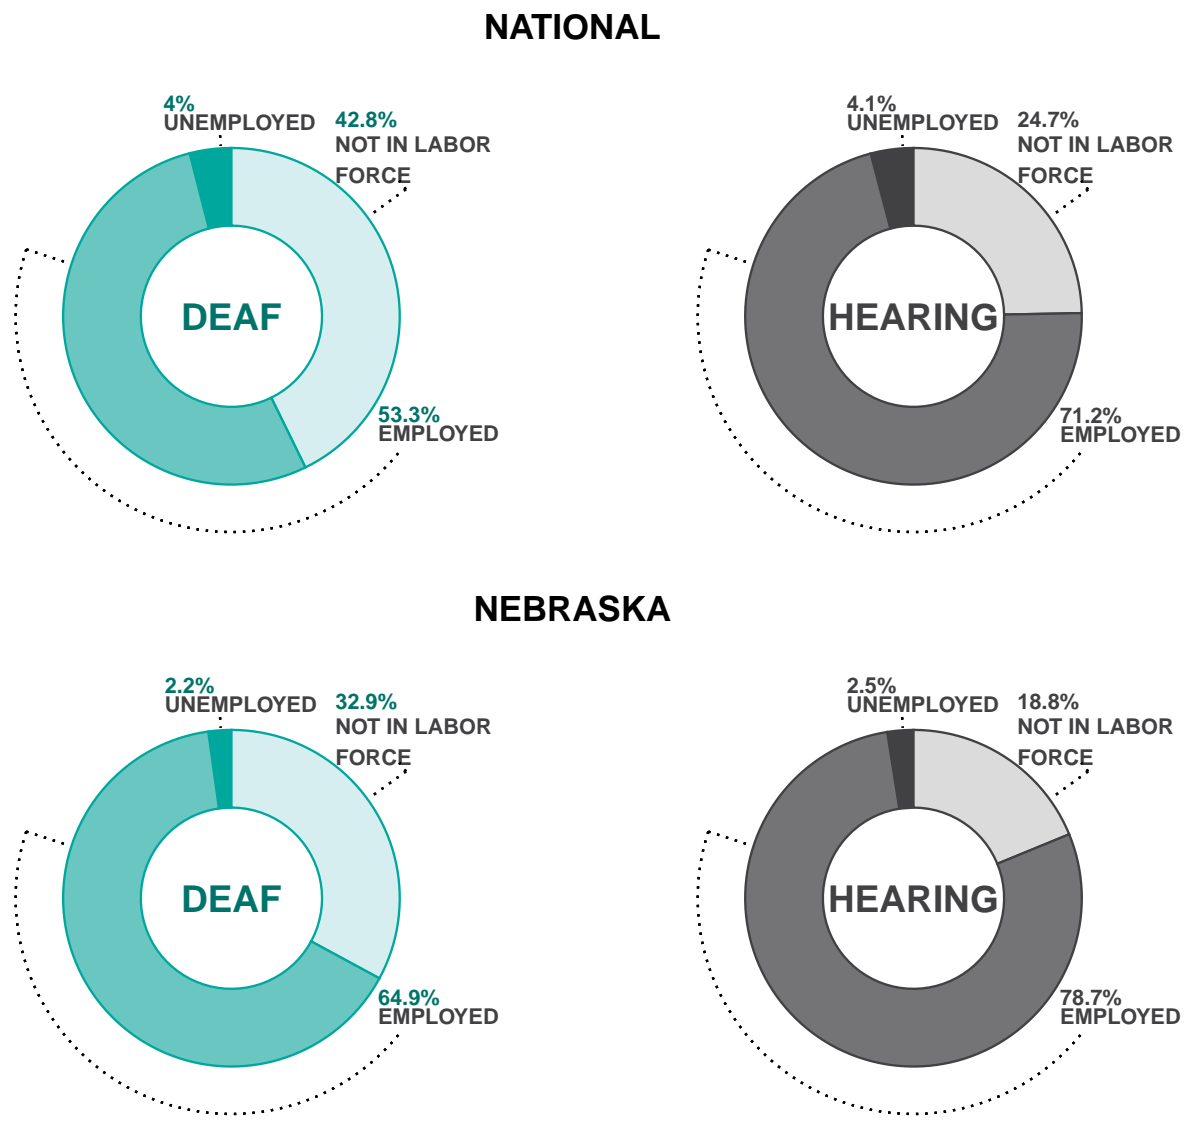 NATIONAL
4%
UNEMPLOYED
42.8%
NOT IN LABOR
FORCE
DEAF
53.3%
EMPLOYED
4.1%
UNEMPLOYED
24.7%
NOT IN LABOR
FORCE
HEARING
71.2%
EMPLOYED
NEBRASKA
2.2%
UNEMPLOYED
32.9%
NOT IN LABOR
FORCE
DEAF
64.9%
EMPLOYED
2.5%
UNEMPLOYED
18.8%
NOT IN LABOR
FORCE
HEARING
78.7%
EMPLOYED